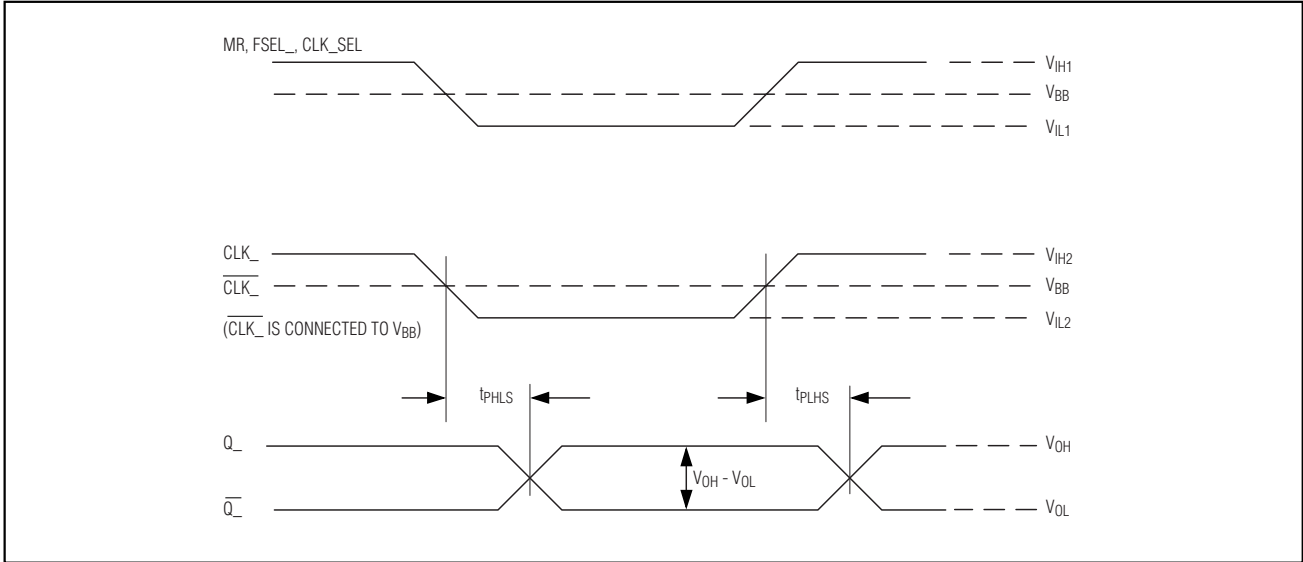 MR, FSEL_, CLK_SEL
VIH1
VBB
VIL1
CLK_
VIH2
CLK_
VBB
(CLK_ IS CONNECTED TO VBB)
VIL2
tPHLS
tPLHS
Q_
VOH
VOH - VOL
Q_
VOL